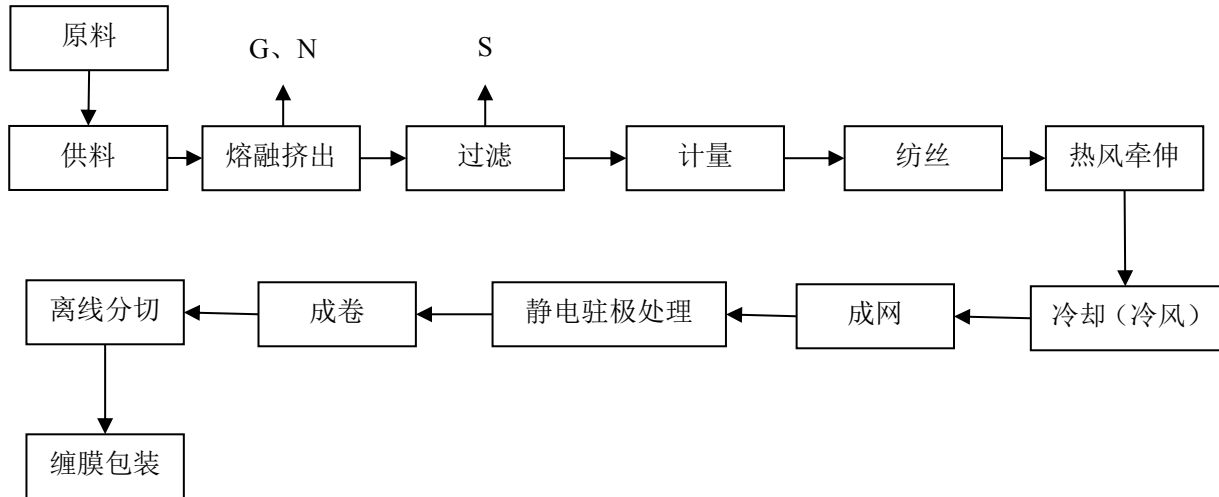 原料
G、N
S
供料
熔融挤出
过滤
计量
纺丝
热风牵伸
离线分切
成卷
静电驻极处理
成网
冷却（冷风）
缠膜包装